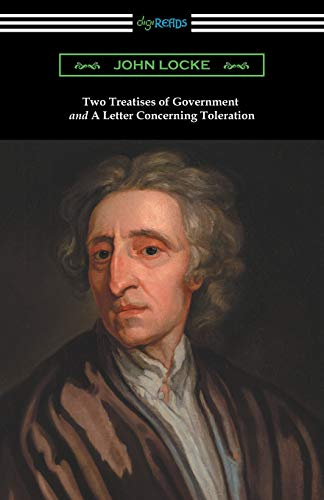 digiREADS
JOHN LOCKE
Two Treatises of Government
and A Letter Concerning Toleration